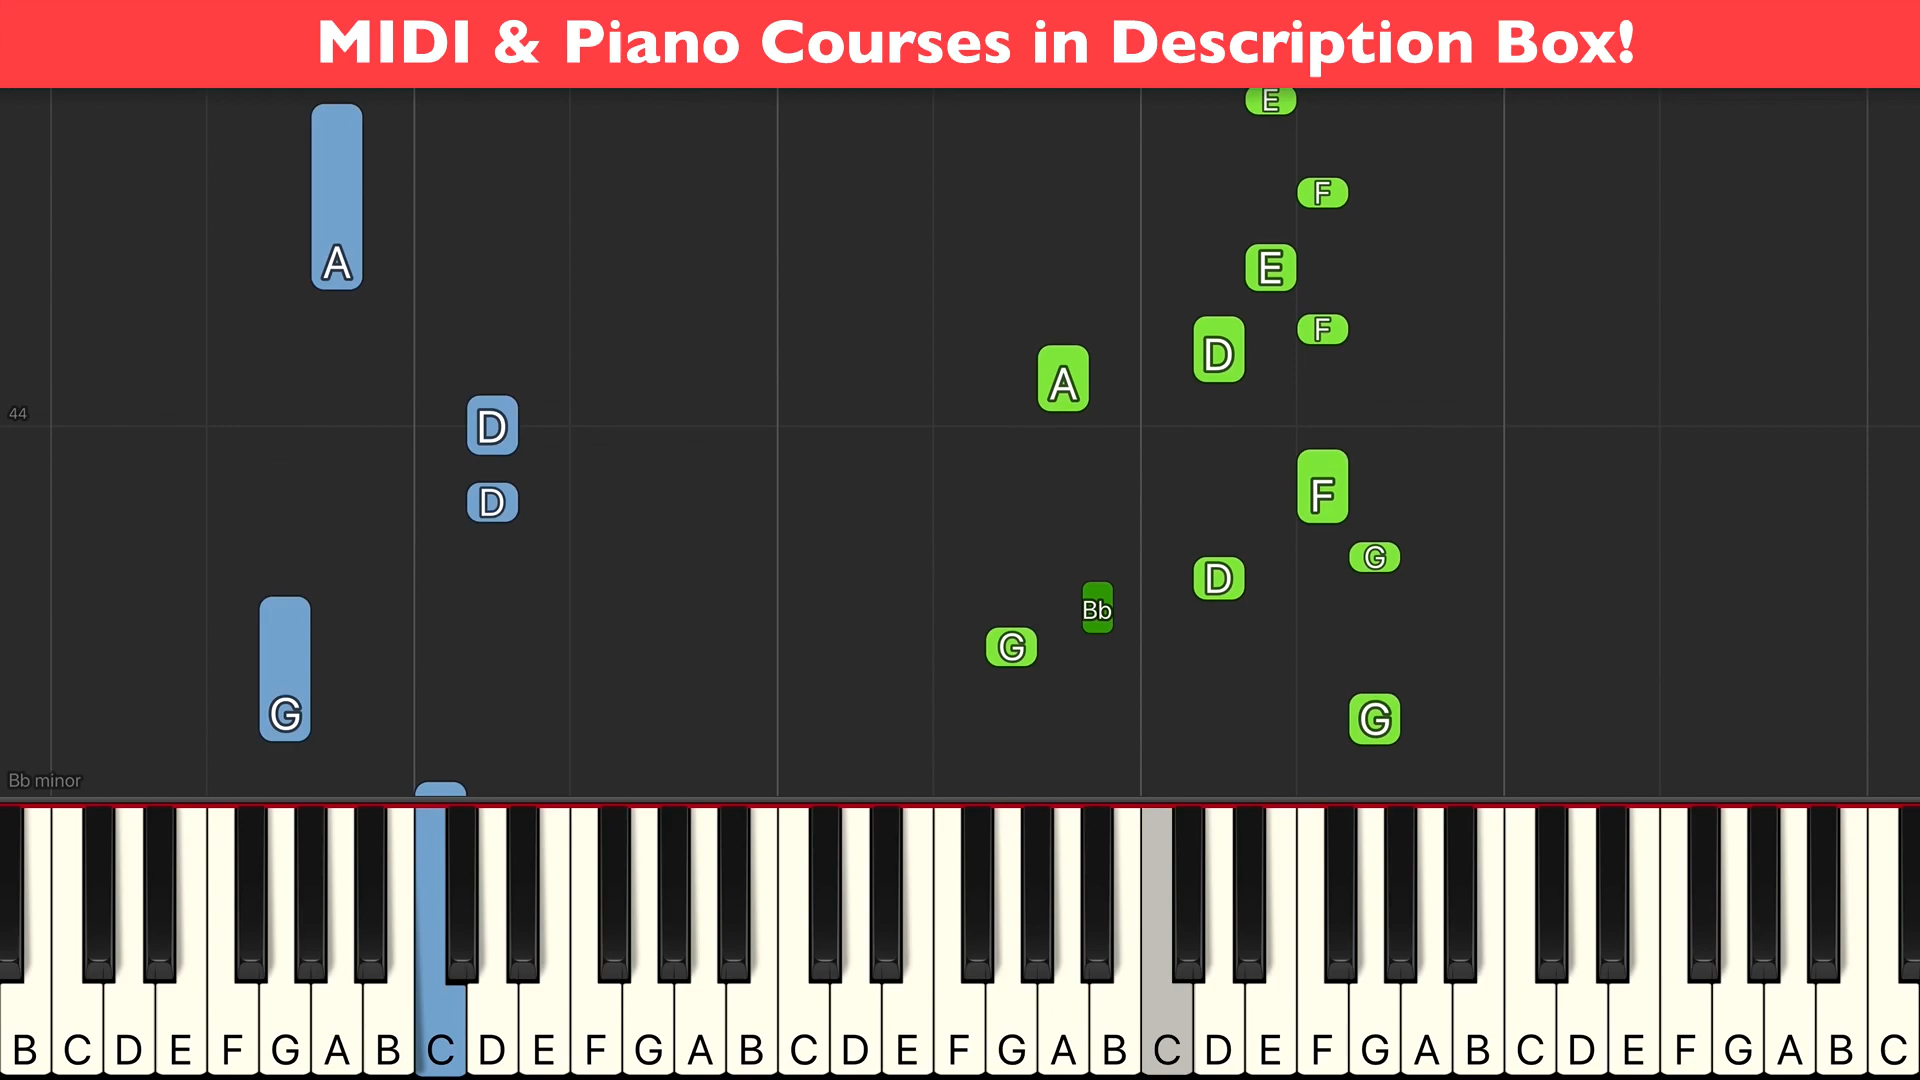 MIDI & Piano Courses in Description Box!
E
F
E
A
F
D
A
44
D
F
D
G
D
Bb
G
G
G
Bb minor
B C D E F G A B C D E F G A B C D E F G A B C D E F G A B C D E F G A B C